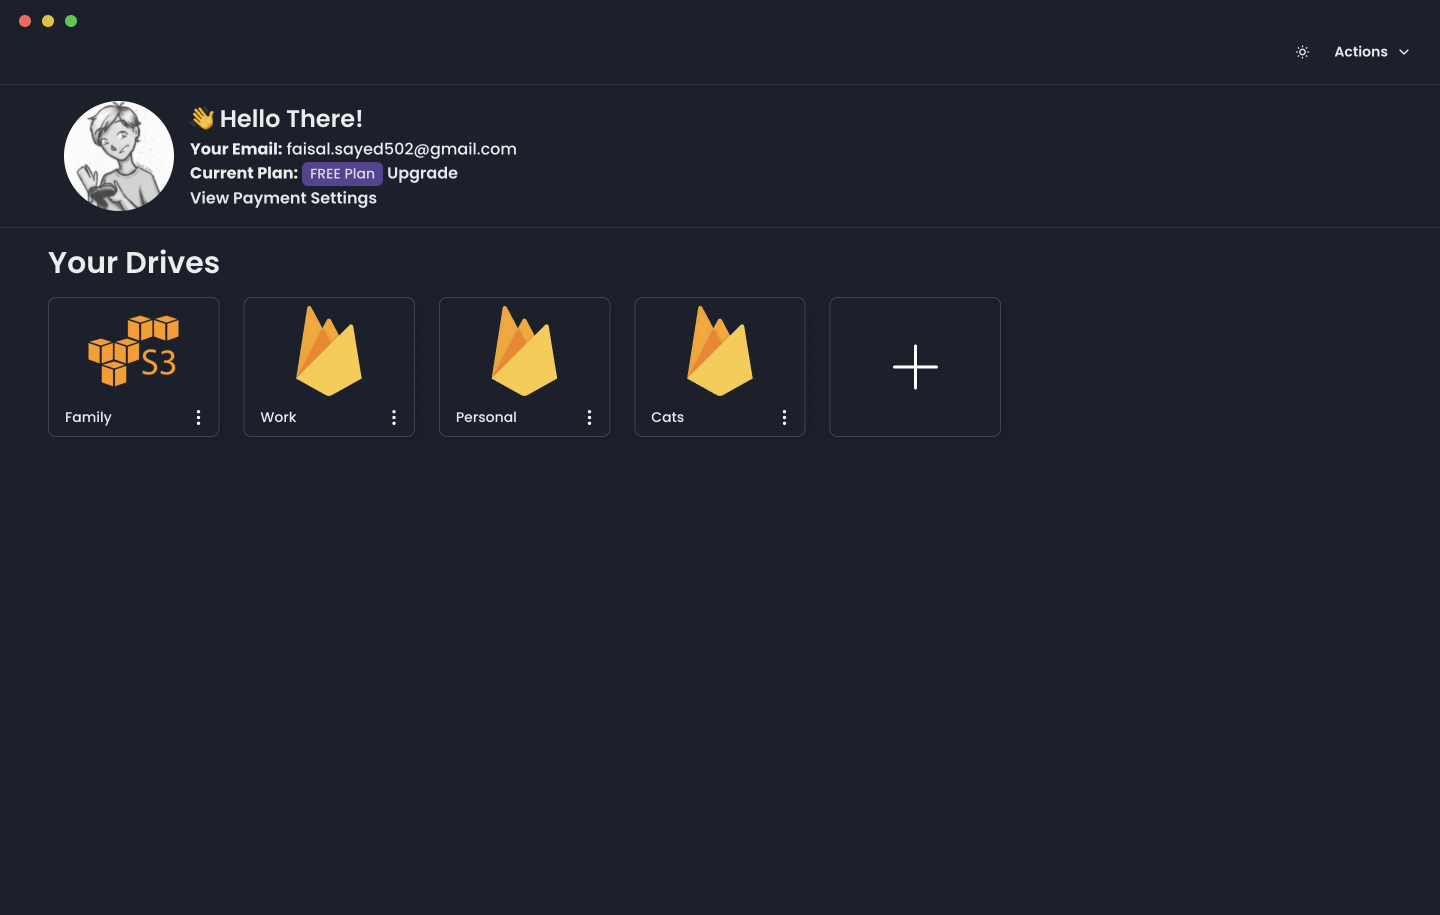 Actions
👋 Hello There!
Your Email: faisal.sayed502@gmail.com
Current Plan: FREE Plan Upgrade
View Payment Settings
Your Drives
S3
Family
Work
Personal
Cats